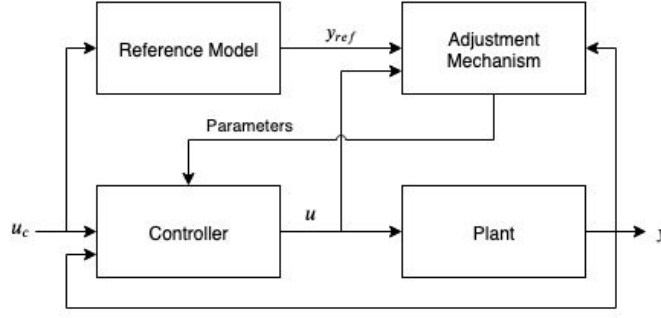 Reference Model
y_ref
Adjustment
Mechanism
Parameters
u_c
Controller
u
Plant
y